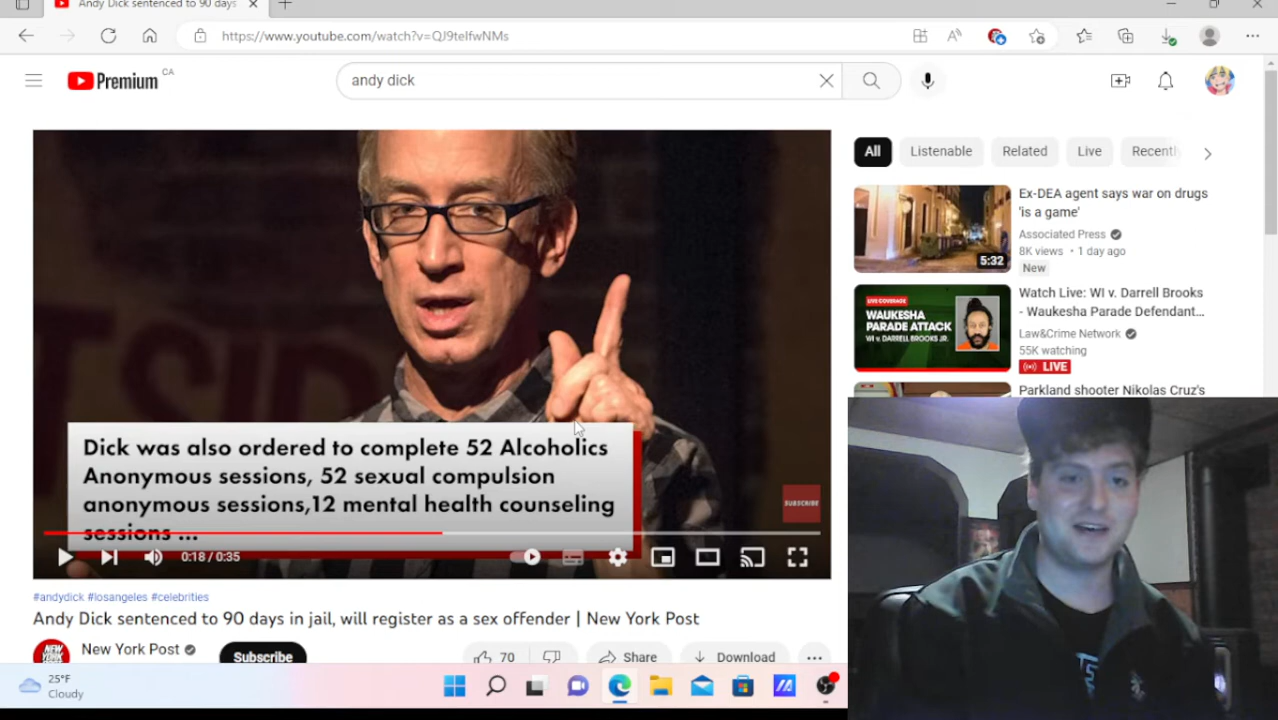 Andy Dick sentenced to 90 days
https://www.youtube.com/watch?v=QJ9teIfwNMs
Premium CA
andy dick
All
Listenable
Related
Live
Recently
Ex-DEA agent says war on drugs
'is a game'
Associated Press
8K views • 1 day ago
New
5:32
LIVE COVERAGE
WAUKESHA
PARADE ATTACK
WI V. DARRELL BROOKS JR.
Watch Live: WI v. Darrell Brooks
- Waukesha Parade Defendant...
Law&Crime Network
55K watching
LIVE
Parkland shooter Nikolas Cruz's
Dick was also ordered to complete 52 Alcoholics
Anonymous sessions, 52 sexual compulsion
anonymous sessions,12 mental health counseling
sessions ...
SUBSCRIBE
0:18 / 0:35
#andydick #losangeles #celebrities
Andy Dick sentenced to 90 days in jail, will register as a sex offender | New York Post
NEW YORK POST
New York Post
Subscribe
70
Share
Download
25°F
Cloudy